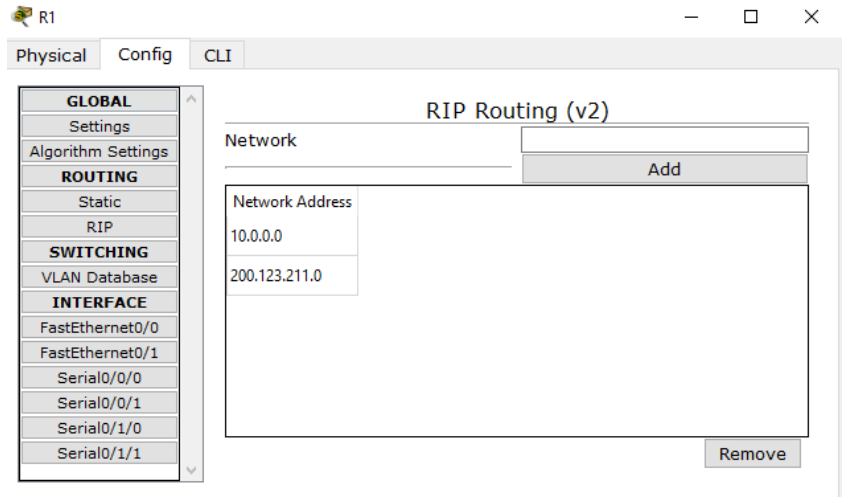 R1
Physical
Config
CLI
GLOBAL
Settings
Algorithm Settings
ROUTING
Static
RIP
SWITCHING
VLAN Database
INTERFACE
FastEthernet0/0
FastEthernet0/1
Serial0/0/0
Serial0/0/1
Serial0/1/0
Serial0/1/1
RIP Routing (v2)
Network
Add
Network Address
10.0.0.0
200.123.211.0
Remove